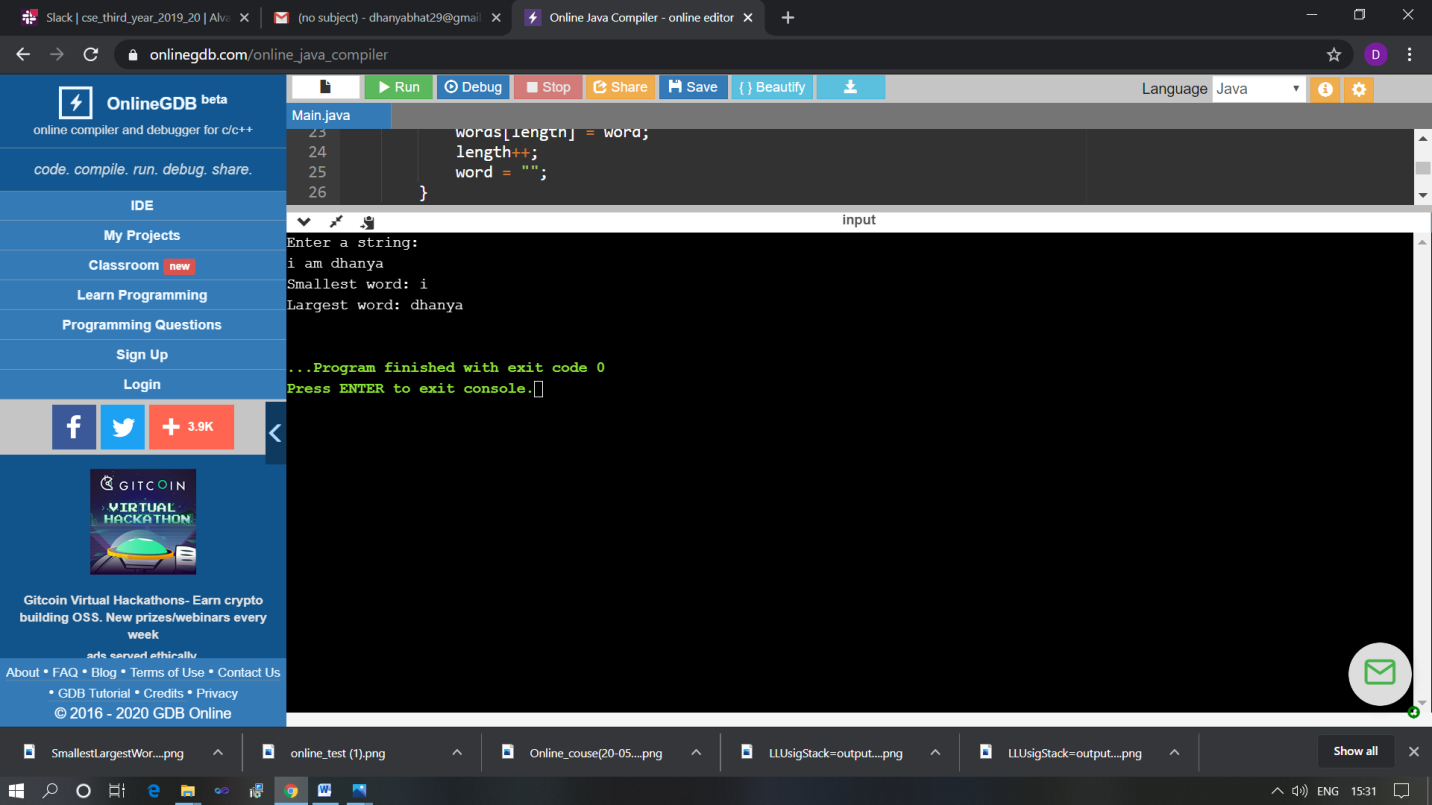 Slack | cse_third_year_2019_20 | Alva
(no subject) - dhanyabhat29@gmail
Online Java Compiler - online editor
onlinegdb.com/online_java_compiler
D
OnlineGDB beta
online compiler and debugger for c/c++
code. compile. run. debug. share.
IDE
My Projects
Classroom new
Learn Programming
Programming Questions
Sign Up
Login
3.9K
GITCOIN
VIRTUAL
HACKATHON
Gitcoin Virtual Hackathons- Earn crypto
building OSS. New prizes/webinars every
week
ads served ethically
About • FAQ • Blog • Terms of Use • Contact Us
• GDB Tutorial • Credits • Privacy
© 2016 - 2020 GDB Online
Run Debug Stop Share Save { } Beautify
Language Java
Main.java
23 words[length] = word;
24 length++;
25 word = "";
26 }
input
Enter a string:
i am dhanya
Smallest word: i
Largest word: dhanya
...Program finished with exit code 0
Press ENTER to exit console.
SmallestLargestWor....png
online_test (1).png
Online_couse(20-05....png
LLUsigStack=output....png
LLUsigStack=output....png
Show all
ENG 15:31